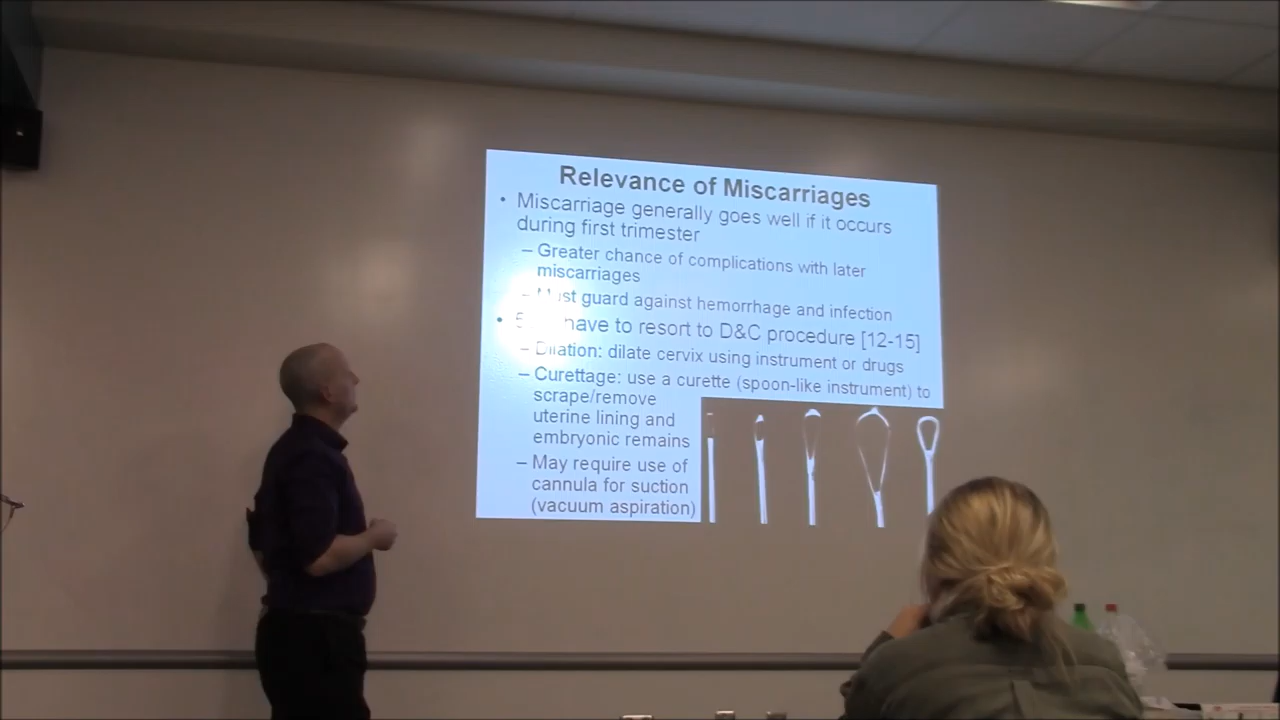 Relevance of Miscarriages
• Miscarriage generally goes well if it occurs
during first trimester
– Greater chance of complications with later
miscarriages
– Must guard against hemorrhage and infection
• have to resort to D&C procedure [12-15]
– Dilation: dilate cervix using instrument or drugs
– Curettage: use a curette (spoon-like instrument) to
scrape/remove
uterine lining and
embryonic remains
– May require use of
cannula for suction
(vacuum aspiration)